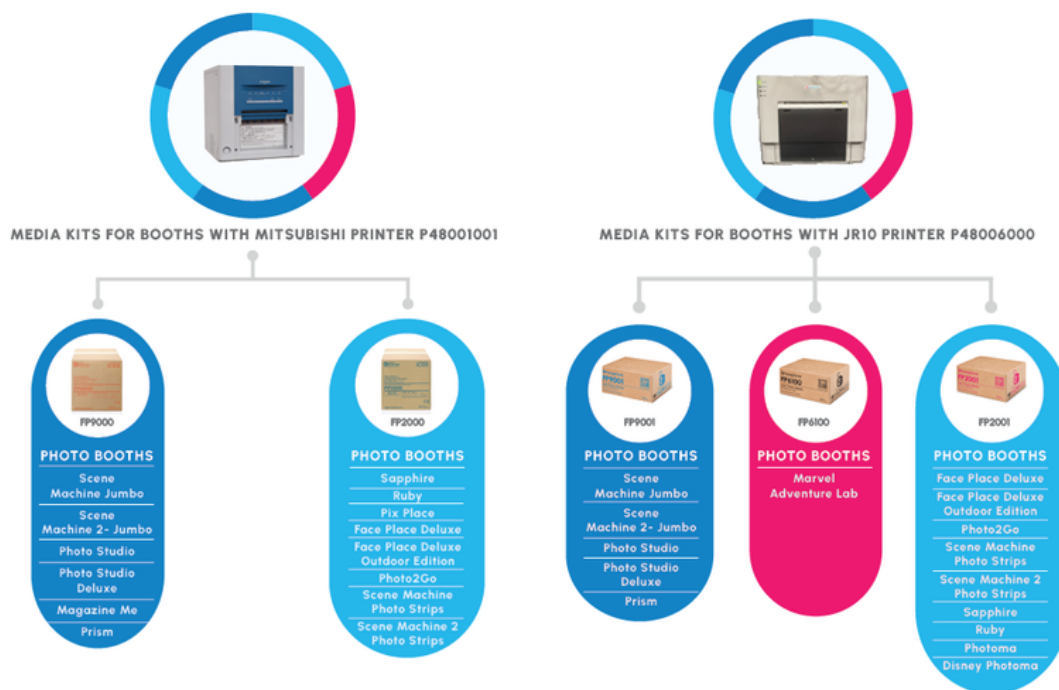 MEDIA KITS FOR BOOTHS WITH MITSUBISHI PRINTER P48001001
FP9000
PHOTO BOOTHS
Scene
Machine Jumbo
Scene
Machine 2- Jumbo
Photo Studio
Photo Studio
Deluxe
Magazine Me
Prism
FP2000
PHOTO BOOTHS
Sapphire
Ruby
Pix Place
Face Place Deluxe
Face Place Deluxe
Outdoor Edition
Photo2Go
Scene Machine
Photo Strips
Scene Machine 2
Photo Strips
MEDIA KITS FOR BOOTHS WITH JR10 PRINTER P48006000
FP9001
FP9001
PHOTO BOOTHS
Scene
Machine Jumbo
Scene
Machine 2- Jumbo
Photo Studio
Photo Studio
Deluxe
Prism
FP6100
FP6100
PHOTO BOOTHS
Marvel
Adventure Lab
FP2001
FP2001
PHOTO BOOTHS
Face Place Deluxe
Face Place Deluxe
Outdoor Edition
Photo2Go
Scene Machine
Photo Strips
Scene Machine 2
Photo Strips
Sapphire
Ruby
Photoma
Disney Photoma